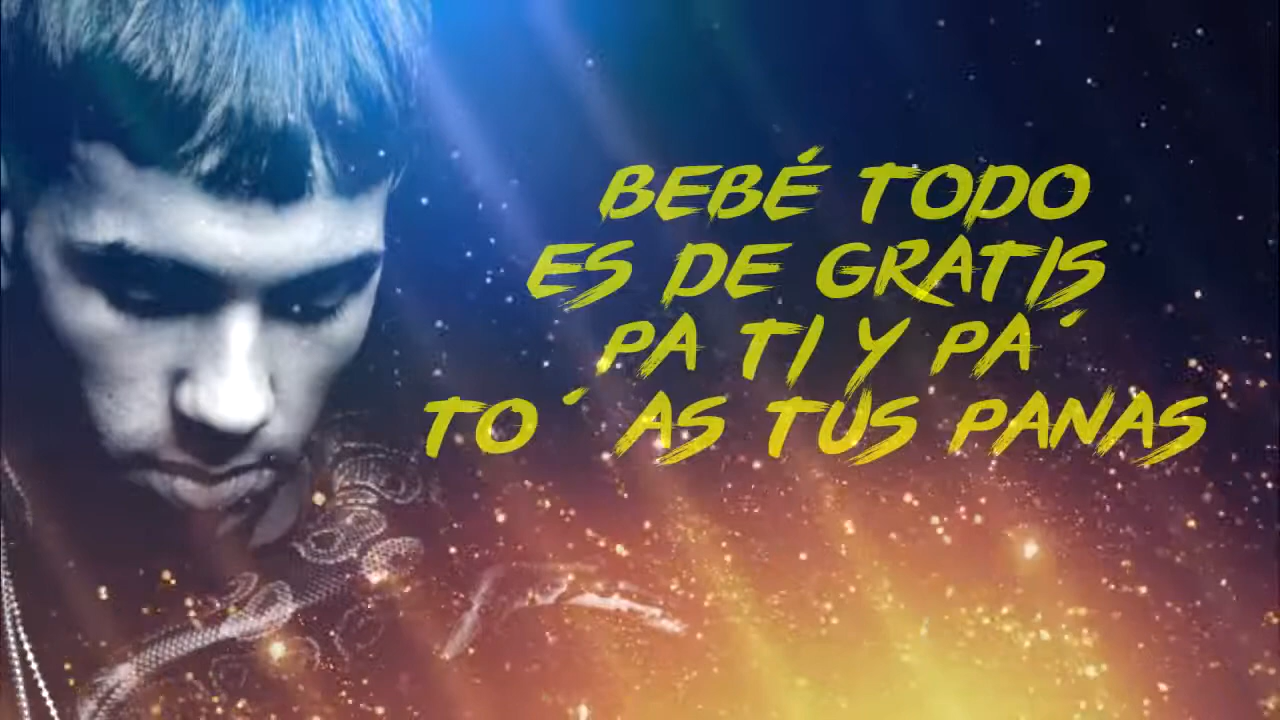 BEBÉ TODO
ES DE GRATIS
PA TI Y PA´
TO´AS TUS PANAS